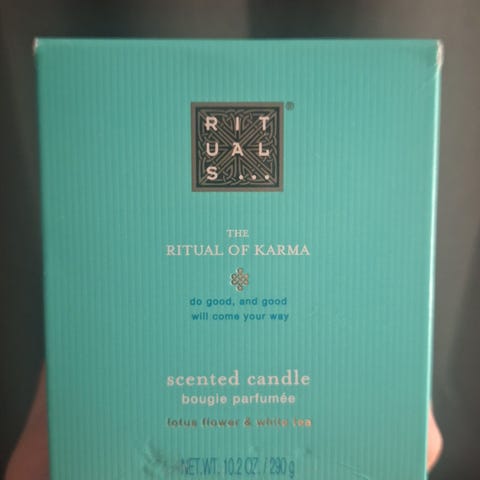 RIT
UAL
S...
®
THE
RITUAL OF KARMA
do good, and good
will come your way
scented candle
bougie parfumée
lotus flower & white tea
NET.WT. 10.2 OZ. / 290 g